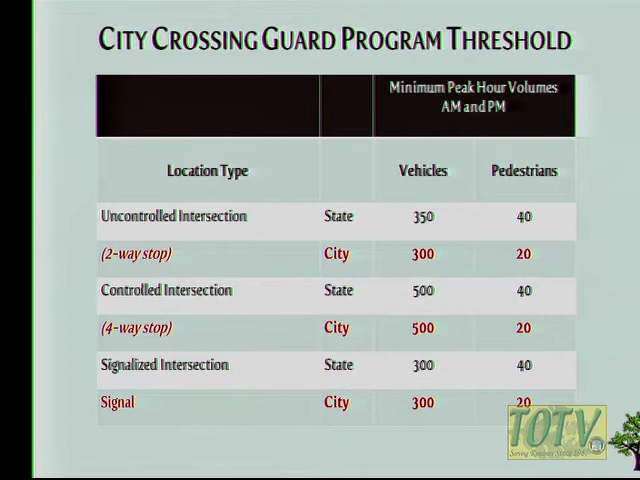 CITY CROSSING GUARD PROGRAM THRESHOLD
Minimum Peak Hour Volumes
AM and PM
Location Type Vehicles Pedestrians
Uncontrolled Intersection State 350 40
(2-way stop) City 300 20
Controlled Intersection State 500 40
(4-way stop) City 500 20
Signalized Intersection State 300 40
Signal City 300 20
TOTV